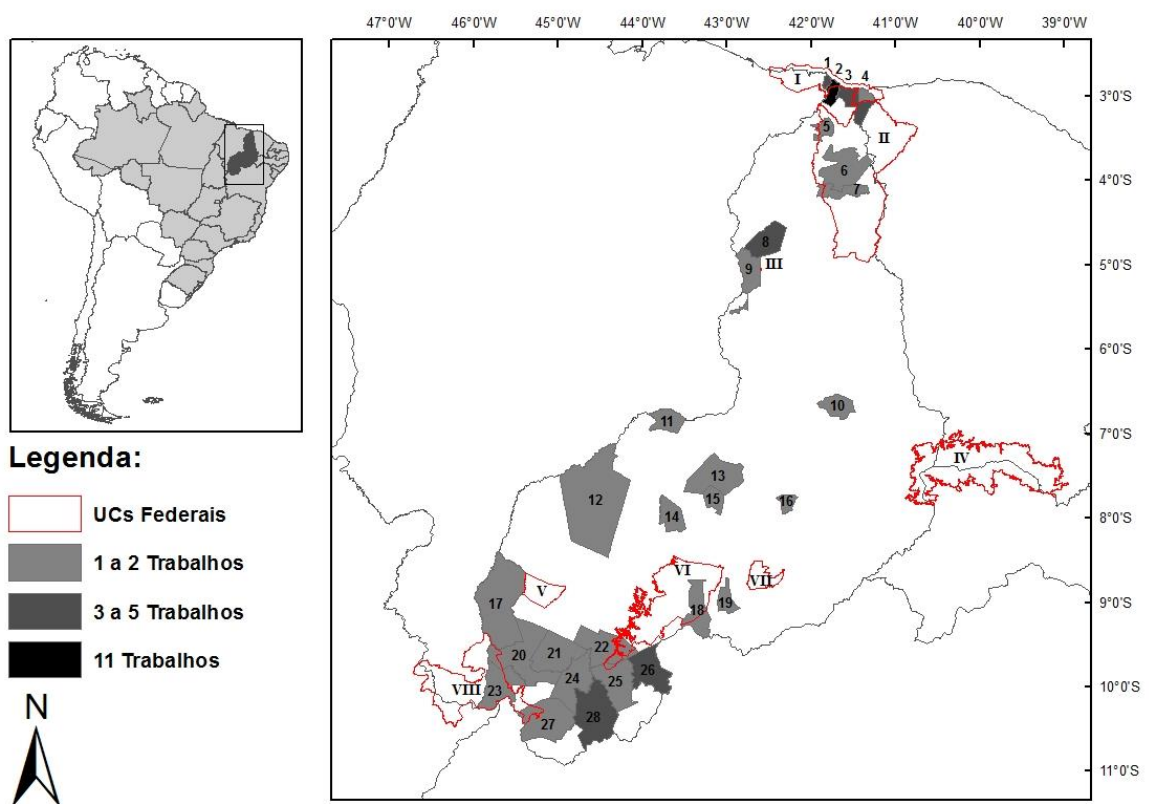 47°0'W 46°0'W 45°0'W 44°0'W 43°0'W 42°0'W 41°0'W 40°0'W 39°0'W
1
2
3 4
I
3°0'S
5
II
6
4°0'S
7
8
9 III
5°0'S
6°0'S
10
11
7°0'S
IV
13
12
15 16
14
8°0'S
VI
V
VII
17
18 19
9°0'S
20 21 22
26
VIII 23 24 25
10°0'S
27 28
11°0'S
Legenda:
UCs Federais
1 a 2 Trabalhos
3 a 5 Trabalhos
11 Trabalhos
N